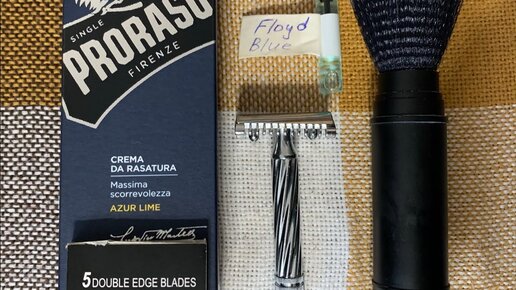 SINGLE
PRORASO
FIRENZE
CREMA
DA RASATURA
Massima
scorrevolezza
AZUR LIME
5 DOUBLE EDGE BLADES
Floyd
Blue